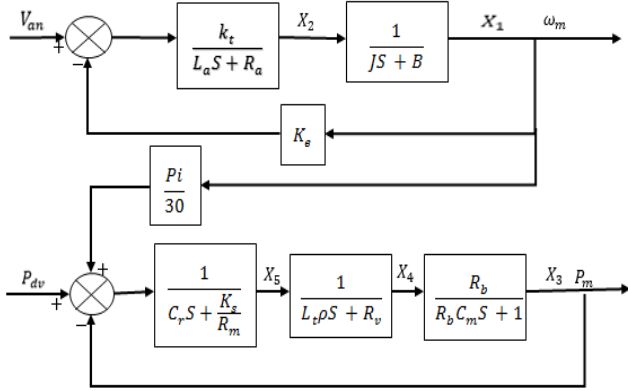 V_an
+
−
k_t
L_a S + R_a
X_2
1
JS + B
X_1
ω_m
K_e
Pi
30
P_dv
+
+
−
1
C_r S + K_s/R_m
X_5
1
L_t ρS + R_v
X_4
R_b
R_b C_m S + 1
X_3
P_m